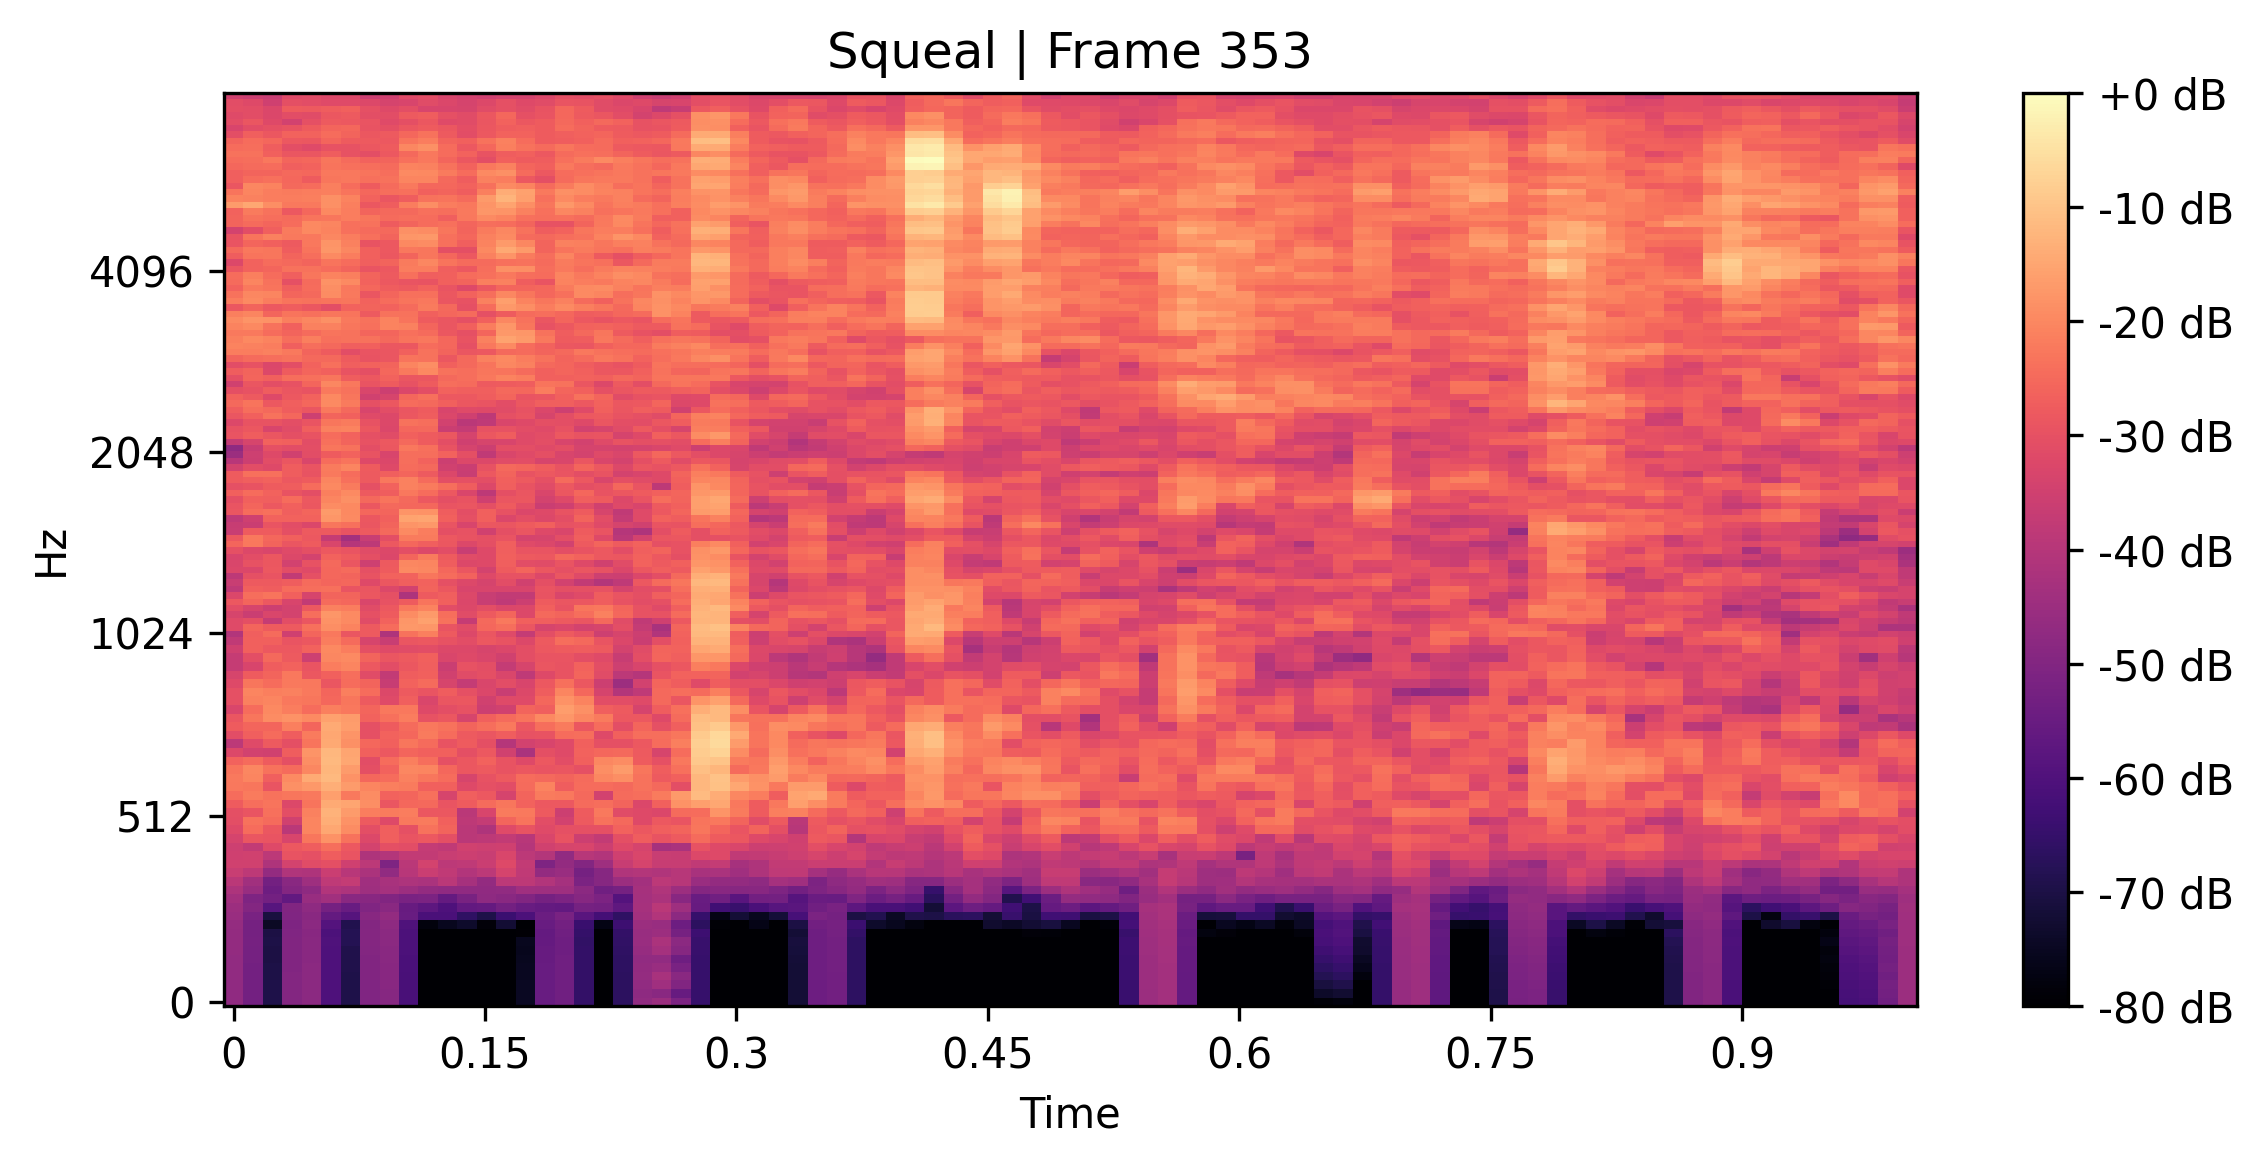 Squeal | Frame 353
Hz
4096
2048
1024
512
0
0 0.15 0.3 0.45 0.6 0.75 0.9
Time
+0 dB
-10 dB
-20 dB
-30 dB
-40 dB
-50 dB
-60 dB
-70 dB
-80 dB